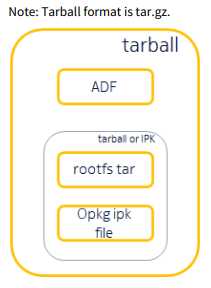 Note: Tarball format is tar.gz.
tarball
ADF
tarball or IPK
rootfs tar
Opkg ipk
file